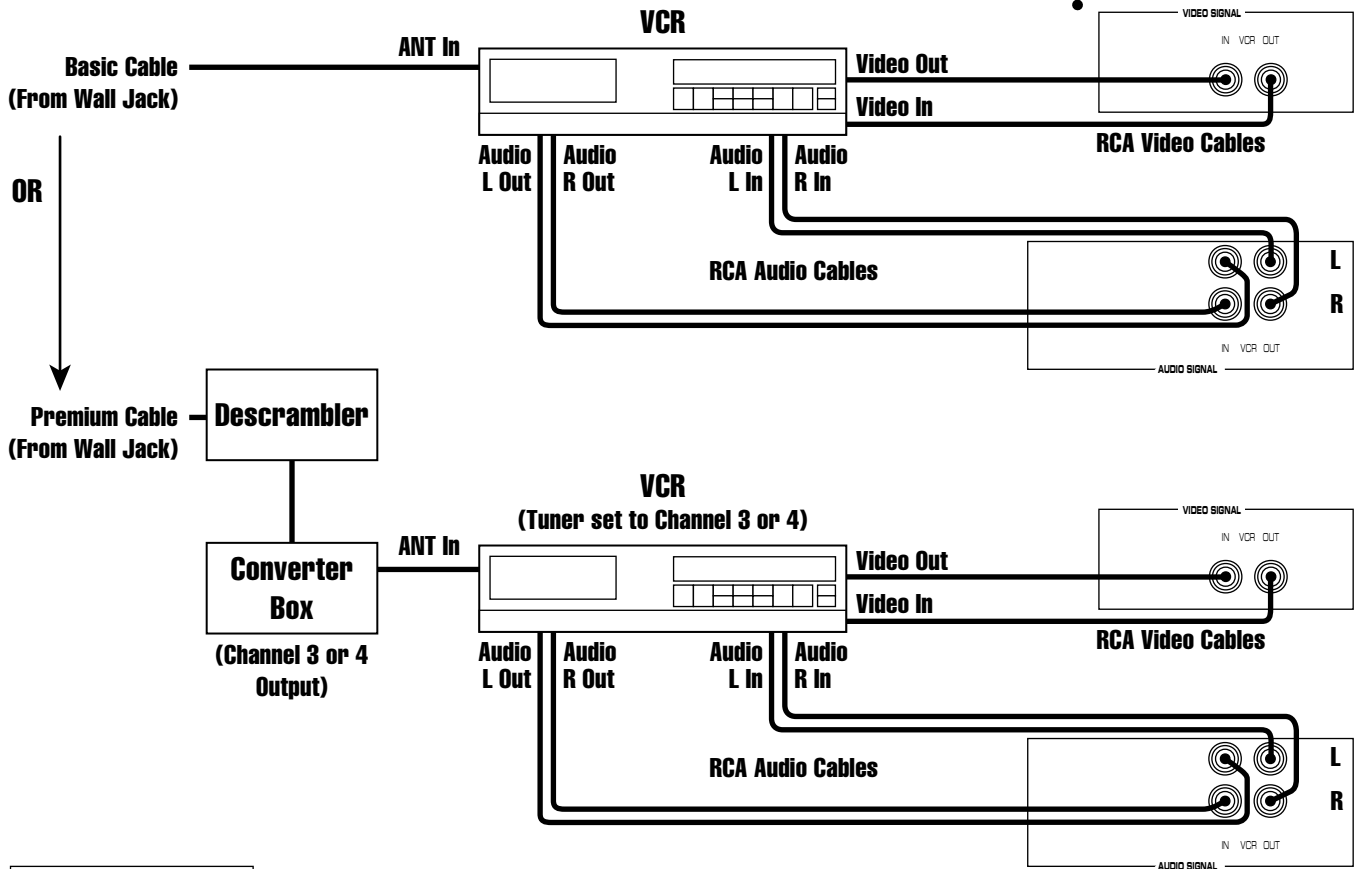 VCR
VIDEO SIGNAL
IN VCR OUT
ANT In
Basic Cable
(From Wall Jack)
Video Out
Video In
RCA Video Cables
Audio
L Out
Audio
R Out
Audio
L In
Audio
R In
OR
RCA Audio Cables
L
R
IN VCR OUT
AUDIO SIGNAL
Premium Cable
(From Wall Jack)
Descrambler
VCR
(Tuner set to Channel 3 or 4)
VIDEO SIGNAL
IN VCR OUT
ANT In
Converter
Box
(Channel 3 or 4
Output)
Video Out
Video In
RCA Video Cables
Audio
L Out
Audio
R Out
Audio
L In
Audio
R In
RCA Audio Cables
L
R
IN VCR OUT
AUDIO SIGNAL